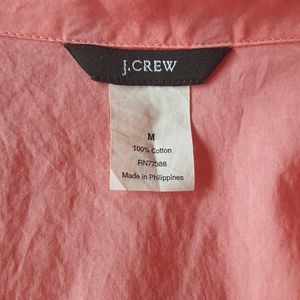 J.CREW
M
100% Cotton
RN77388
Made in Philippines